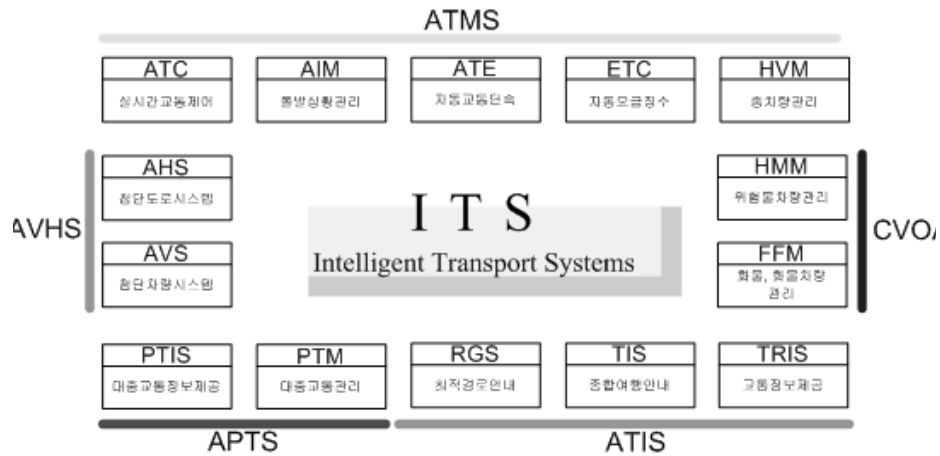 ATMS
ATC
실시간교통제어
AIM
돌발상황관리
ATE
자동교통단속
ETC
자동요금징수
HVM
중차량관리
AHS
첨단도로시스템
HMM
위험물차량관리
AVHS
I T S
CVOA
AVS
첨단차량시스템
Intelligent Transport Systems
FFM
화물, 화물차량
관리
PTIS
대중교통정보제공
PTM
대중교통관리
RGS
최적경로안내
TIS
종합여행안내
TRIS
교통정보제공
APTS
ATIS